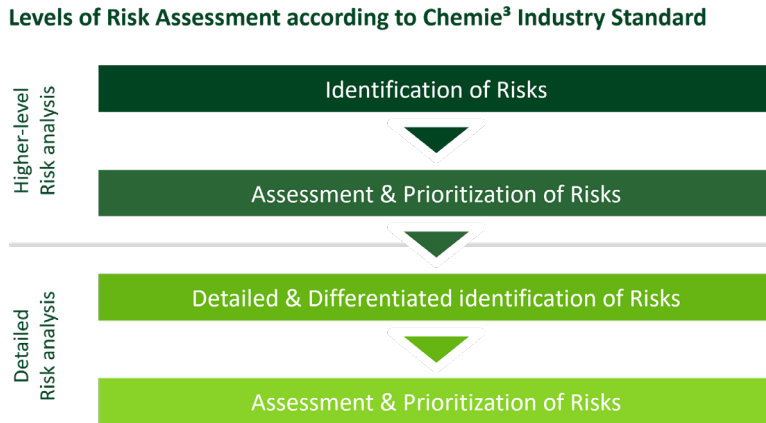 Levels of Risk Assessment according to Chemie³ Industry Standard
Higher-level
Risk analysis
Identification of Risks
Assessment & Prioritization of Risks
Detailed
Risk analysis
Detailed & Differentiated identification of Risks
Assessment & Prioritization of Risks